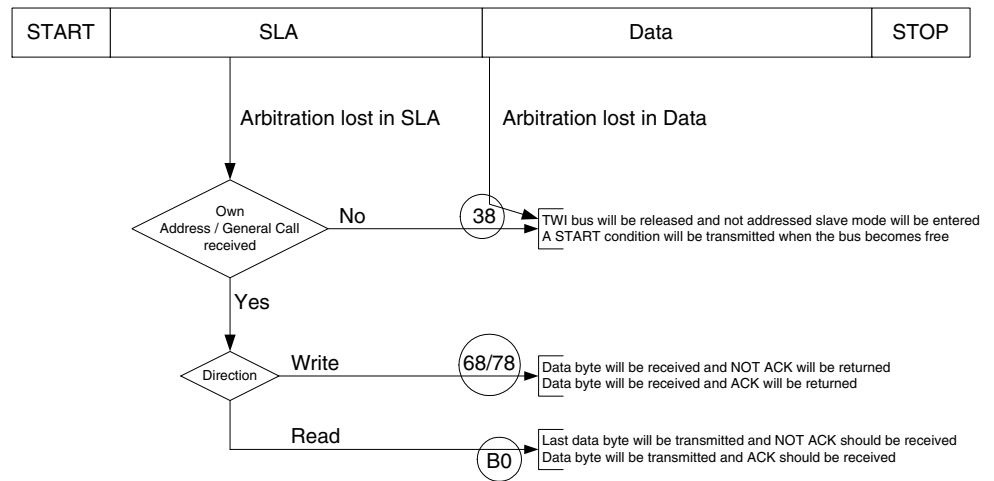 START SLA Data STOP
Arbitration lost in SLA Arbitration lost in Data
Own
Address / General Call
received
No
38
TWI bus will be released and not addressed slave mode will be entered
A START condition will be transmitted when the bus becomes free
Yes
Direction
Write
68/78
Data byte will be received and NOT ACK will be returned
Data byte will be received and ACK will be returned
Read
B0
Last data byte will be transmitted and NOT ACK should be received
Data byte will be transmitted and ACK should be received